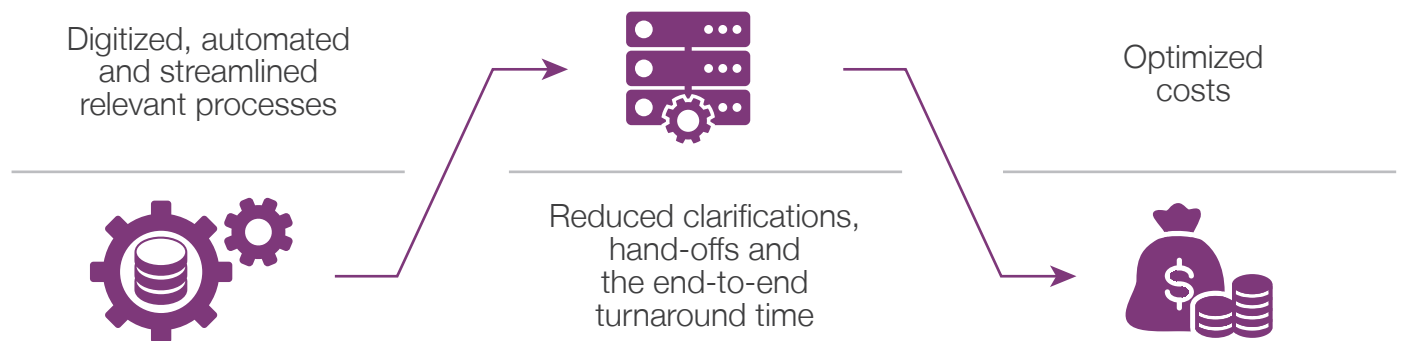 Digitized, automated
and streamlined
relevant processes
Reduced clarifications,
hand-offs and
the end-to-end
turnaround time
Optimized
costs
$